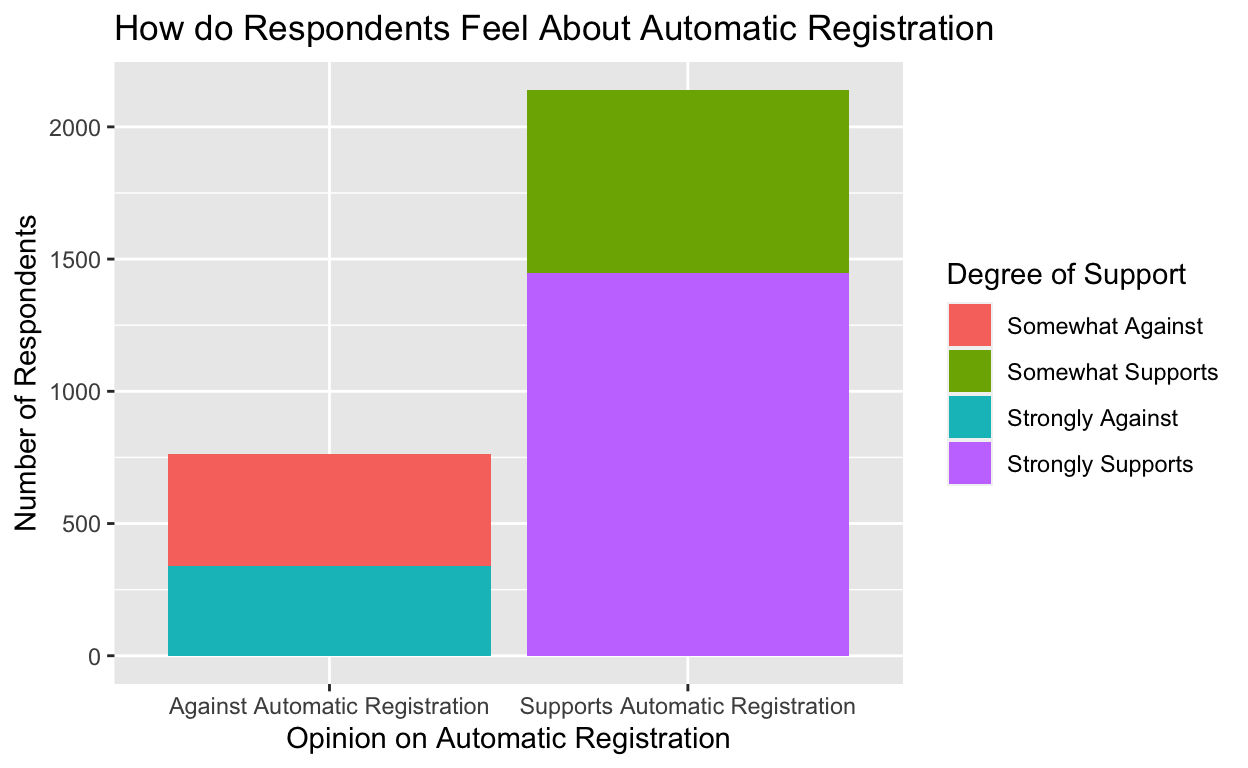 How do Respondents Feel About Automatic Registration
Number of Respondents
2000
1500
1000
500
0
Against Automatic Registration
Supports Automatic Registration
Opinion on Automatic Registration
Degree of Support
Somewhat Against
Somewhat Supports
Strongly Against
Strongly Supports